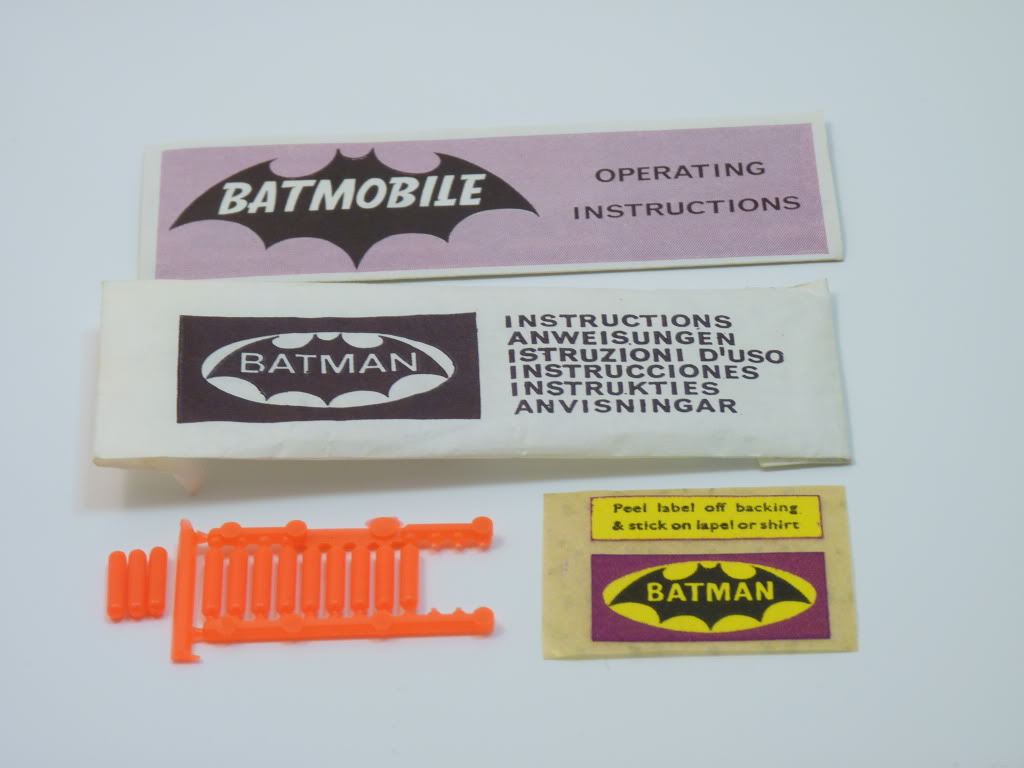 BATMOBILE
OPERATING
INSTRUCTIONS
BATMAN
INSTRUCTIONS
ANWEISUNGEN
ISTRUZIONI D'USO
INSTRUCCIONES
INSTRUKTIES
ANVISNINGAR
Peel label off backing
& stick on lapel or shirt
BATMAN